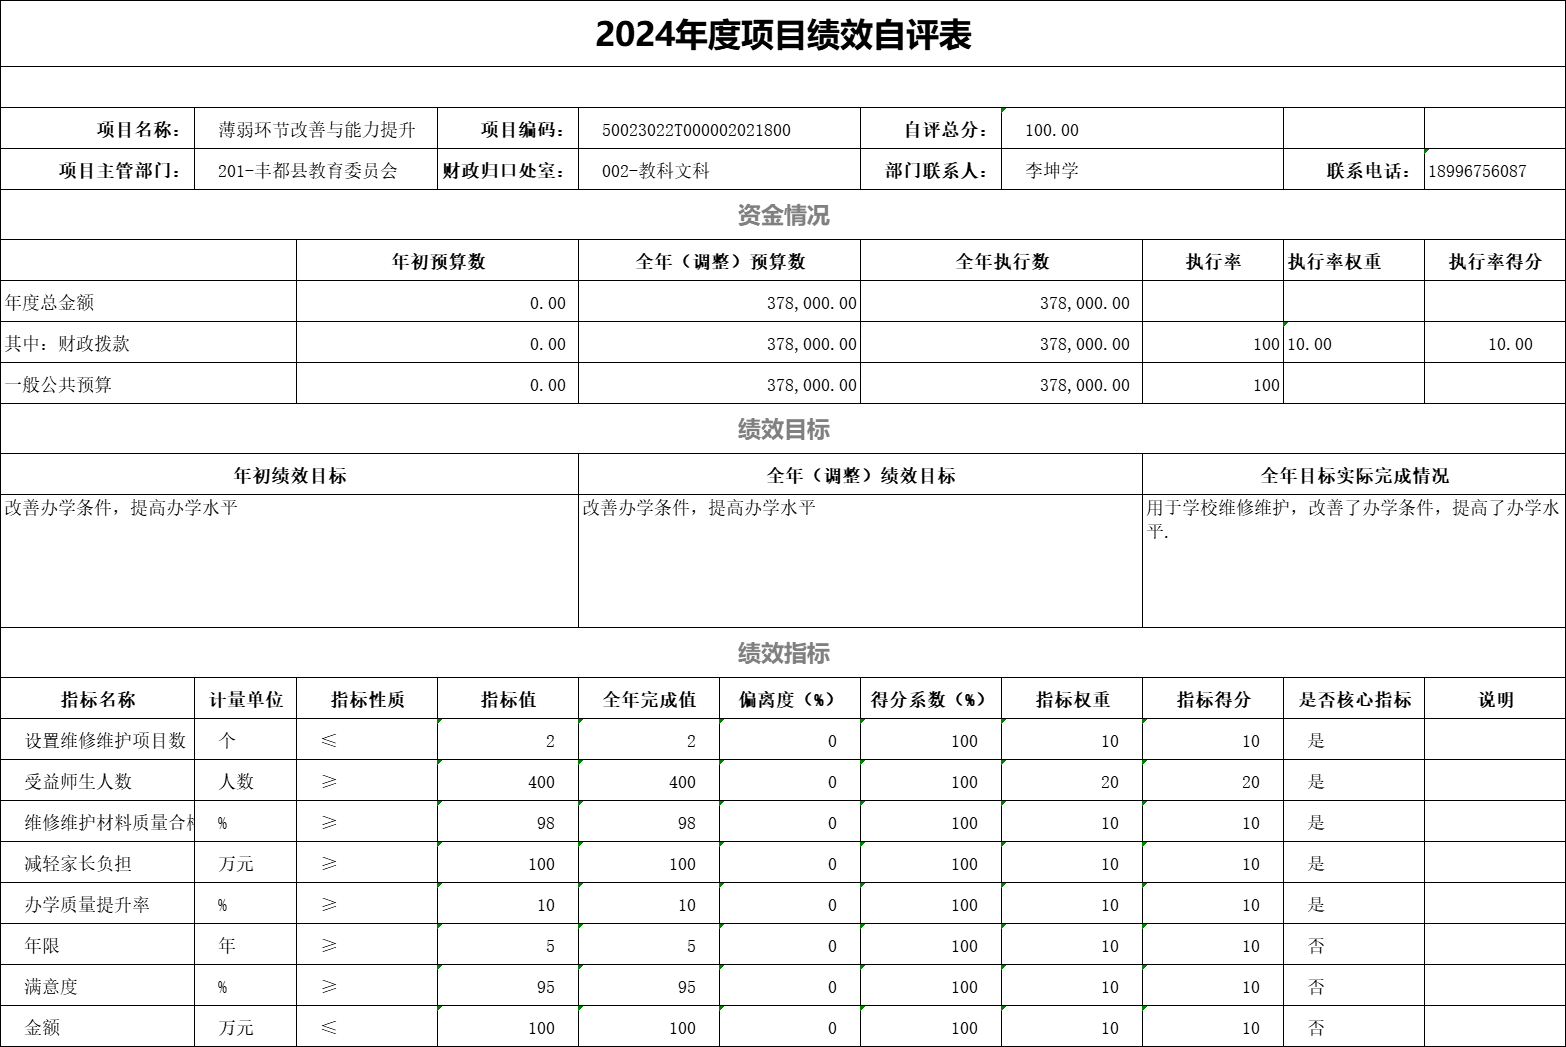 2024年度项目绩效自评表
项目名称： 薄弱环节改善与能力提升 项目编码： 50023022T000002021800 自评总分： 100.00
项目主管部门： 201-丰都县教育委员会 财政归口处室： 002-教科文科 部门联系人： 李坤学 联系电话： 18996756087
资金情况
年初预算数 全年（调整）预算数 全年执行数 执行率 执行率权重 执行率得分
年度总金额 0.00 378,000.00 378,000.00
其中：财政拨款 0.00 378,000.00 378,000.00 100 10.00 10.00
一般公共预算 0.00 378,000.00 378,000.00 100
绩效目标
年初绩效目标 全年（调整）绩效目标 全年目标实际完成情况
改善办学条件，提高办学水平 改善办学条件，提高办学水平 用于学校维修维护，改善了办学条件，提高了办学水
平.
绩效指标
指标名称 计量单位 指标性质 指标值 全年完成值 偏离度（%） 得分系数（%） 指标权重 指标得分 是否核心指标 说明
设置维修维护项目数 个 ≤ 2 2 0 100 10 10 是
受益师生人数 人数 ≥ 400 400 0 100 20 20 是
维修维护材料质量合 % ≥ 98 98 0 100 10 10 是
减轻家长负担 万元 ≥ 100 100 0 100 10 10 是
办学质量提升率 % ≥ 10 10 0 100 10 10 是
年限 年 ≥ 5 5 0 100 10 10 否
满意度 % ≥ 95 95 0 100 10 10 否
金额 万元 ≤ 100 100 0 100 10 10 否